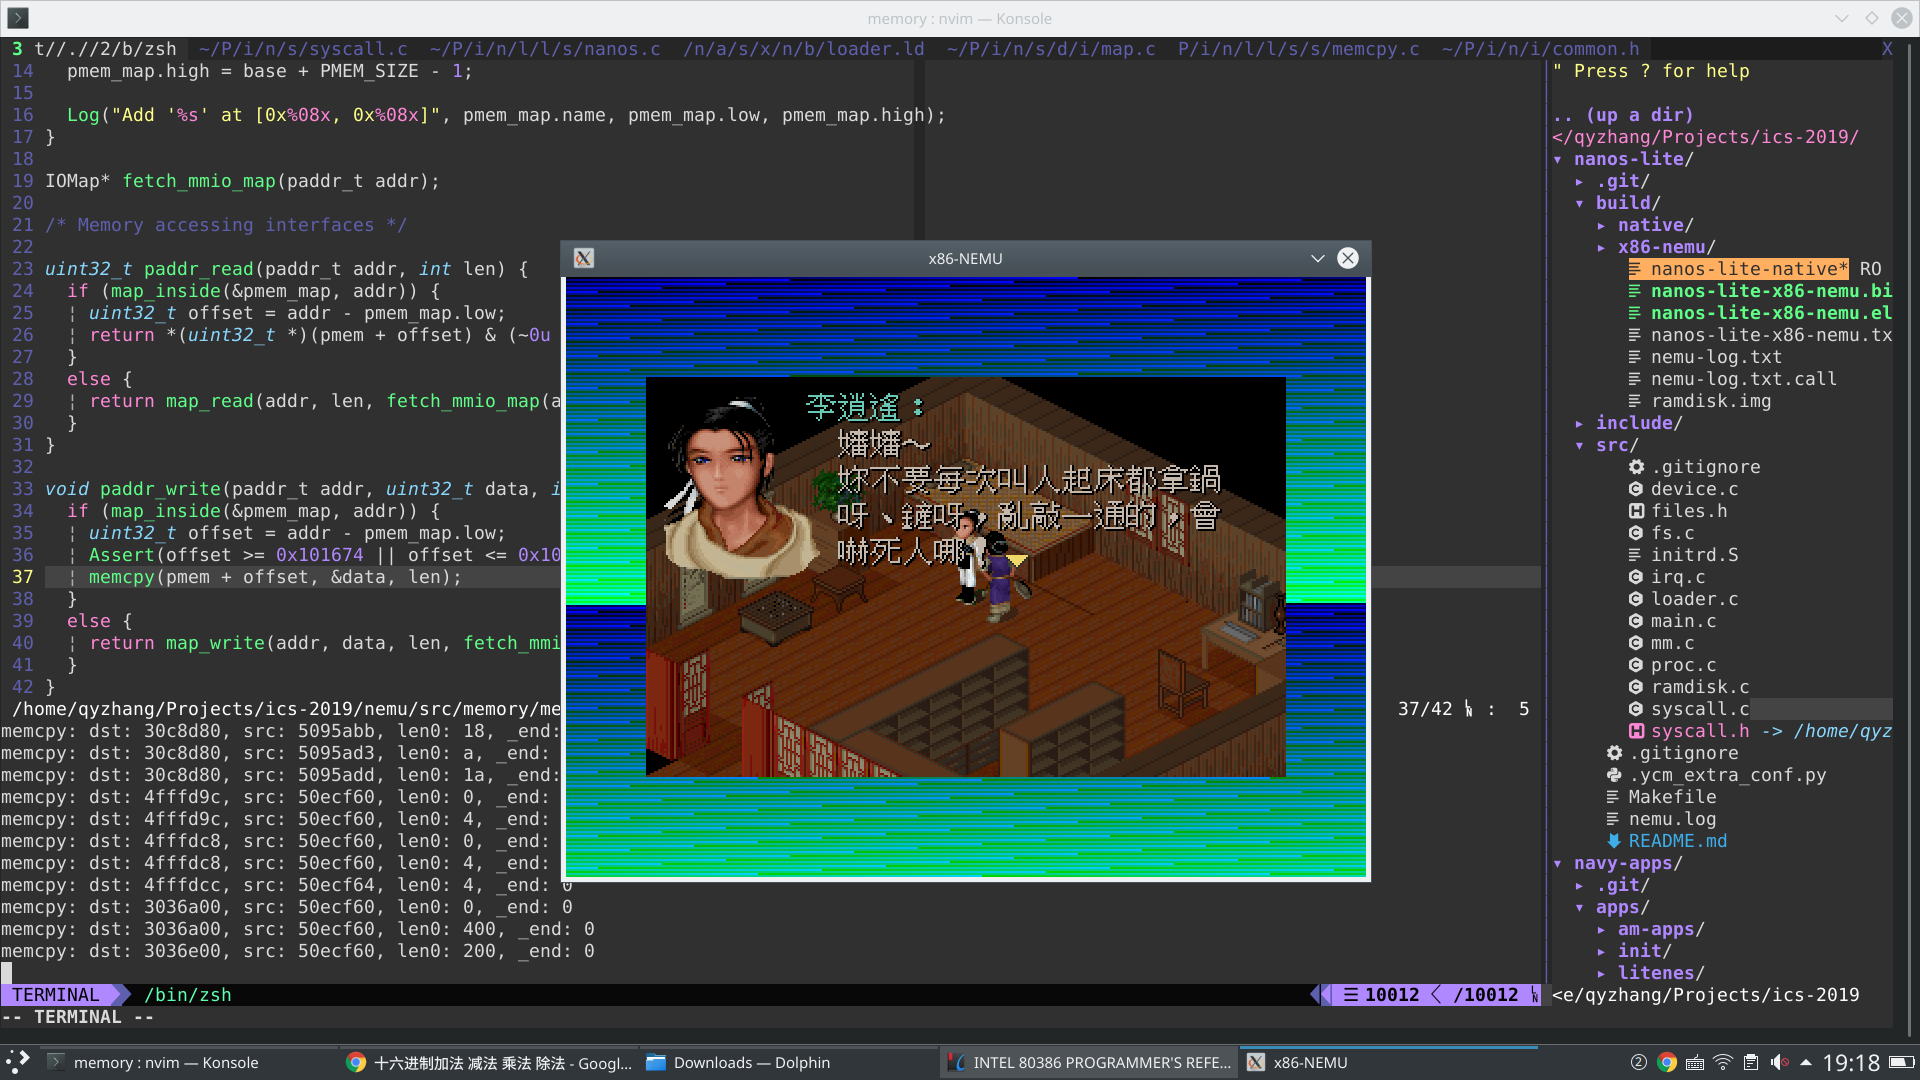 memory : nvim — Konsole
3 t//.//2/b/zsh ~/P/i/n/s/syscall.c ~/P/i/n/l/l/s/nanos.c /n/a/s/x/n/b/loader.ld ~/P/i/n/s/d/i/map.c P/i/n/l/l/s/s/memcpy.c ~/P/i/n/i/common.h X
14 pmem_map.high = base + PMEM_SIZE - 1;
15
16 Log("Add '%s' at [0x%08x, 0x%08x]", pmem_map.name, pmem_map.low, pmem_map.high);
17 }
18
19 IOMap* fetch_mmio_map(paddr_t addr);
20
21 /* Memory accessing interfaces */
22
23 uint32_t paddr_read(paddr_t addr, int len) {
24 if (map_inside(&pmem_map, addr)) {
25 ¦ uint32_t offset = addr - pmem_map.low;
26 ¦ return *(uint32_t *)(pmem + offset) & (~0u
27 }
28 else {
29 ¦ return map_read(addr, len, fetch_mmio_map(a
30 }
31 }
32
33 void paddr_write(paddr_t addr, uint32_t data, i
34 if (map_inside(&pmem_map, addr)) {
35 ¦ uint32_t offset = addr - pmem_map.low;
36 ¦ Assert(offset >= 0x101674 || offset <= 0x10
37 ¦ memcpy(pmem + offset, &data, len);
38 }
39 else {
40 ¦ return map_write(addr, data, len, fetch_mmi
41 }
42 }
/home/qyzhang/Projects/ics-2019/nemu/src/memory/me
37/42 ㏑ : 5
memcpy: dst: 30c8d80, src: 5095abb, len0: 18, _end:
memcpy: dst: 30c8d80, src: 5095ad3, len0: a, _end:
memcpy: dst: 30c8d80, src: 5095add, len0: 1a, _end:
memcpy: dst: 4fffd9c, src: 50ecf60, len0: 0, _end:
memcpy: dst: 4fffd9c, src: 50ecf60, len0: 4, _end:
memcpy: dst: 4fffdc8, src: 50ecf60, len0: 0, _end:
memcpy: dst: 4fffdc8, src: 50ecf60, len0: 4, _end:
memcpy: dst: 4fffdcc, src: 50ecf64, len0: 4, _end: 0
memcpy: dst: 3036a00, src: 50ecf60, len0: 0, _end: 0
memcpy: dst: 3036a00, src: 50ecf60, len0: 400, _end: 0
memcpy: dst: 3036e00, src: 50ecf60, len0: 200, _end: 0
TERMINAL /bin/zsh
☰ 10012 /10012
-- TERMINAL --
x86-NEMU
李逍遙：
嬸嬸～
妳不要每次叫人起床都拿鍋
呀、鏟呀，亂敲一通的，會
嚇死人哪
" Press ? for help
.. (up a dir)
</qyzhang/Projects/ics-2019/
▾ nanos-lite/
▸ .git/
▾ build/
▸ native/
▸ x86-nemu/
nanos-lite-native* RO
nanos-lite-x86-nemu.bi
nanos-lite-x86-nemu.el
nanos-lite-x86-nemu.tx
nemu-log.txt
nemu-log.txt.call
ramdisk.img
▸ include/
▾ src/
.gitignore
device.c
files.h
fs.c
initrd.S
irq.c
loader.c
main.c
mm.c
proc.c
ramdisk.c
syscall.c
syscall.h -> /home/qyz
.gitignore
.ycm_extra_conf.py
Makefile
nemu.log
README.md
▾ navy-apps/
▸ .git/
▾ apps/
▸ am-apps/
▸ init/
▸ litenes/
<e/qyzhang/Projects/ics-2019
memory : nvim — Konsole
十六进制加法 减法 乘法 除法 - Googl...
Downloads — Dolphin
INTEL 80386 PROGRAMMER'S REFE...
x86-NEMU
2
19:18